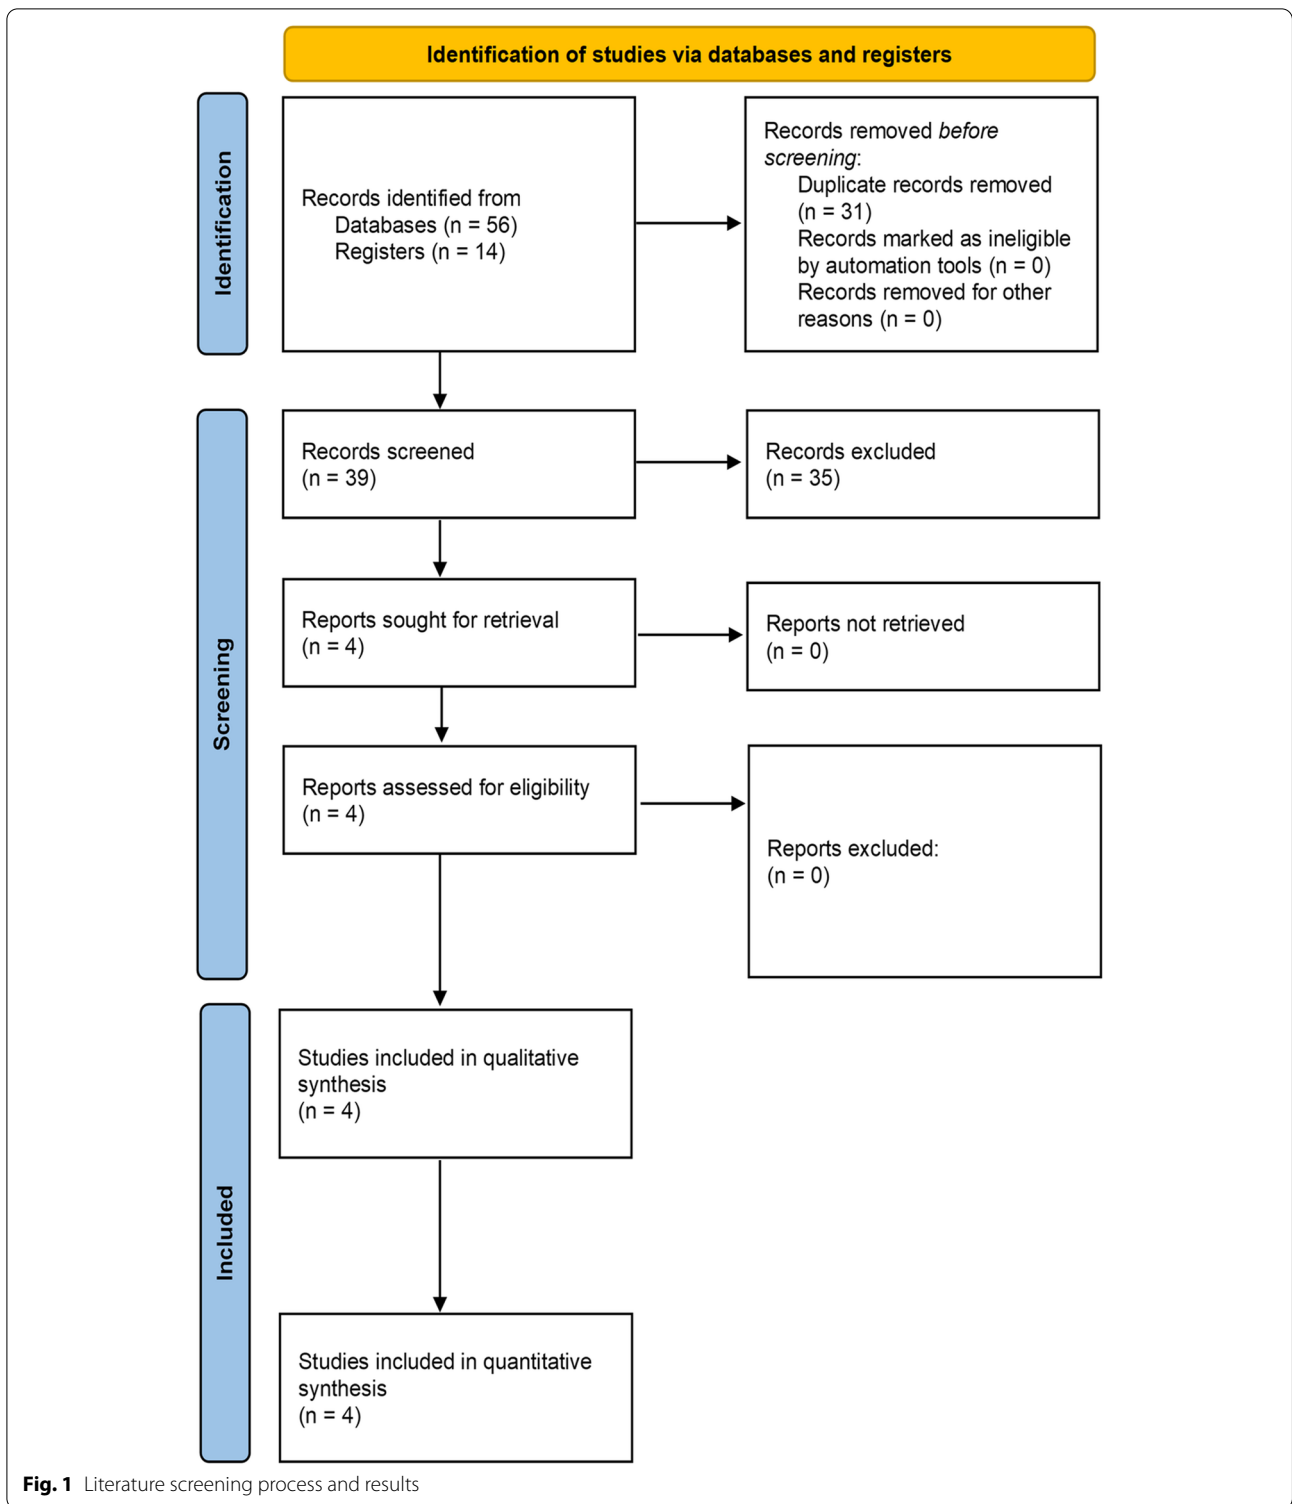 Identification of studies via databases and registers
Identification
Records identified from
Databases (n = 56)
Registers (n = 14)
Records removed before
screening:
Duplicate records removed
(n = 31)
Records marked as ineligible
by automation tools (n = 0)
Records removed for other
reasons (n = 0)
Screening
Records screened
(n = 39)
Records excluded
(n = 35)
Reports sought for retrieval
(n = 4)
Reports not retrieved
(n = 0)
Reports assessed for eligibility
(n = 4)
Reports excluded:
(n = 0)
Included
Studies included in qualitative
synthesis
(n = 4)
Studies included in quantitative
synthesis
(n = 4)
Fig. 1 Literature screening process and results